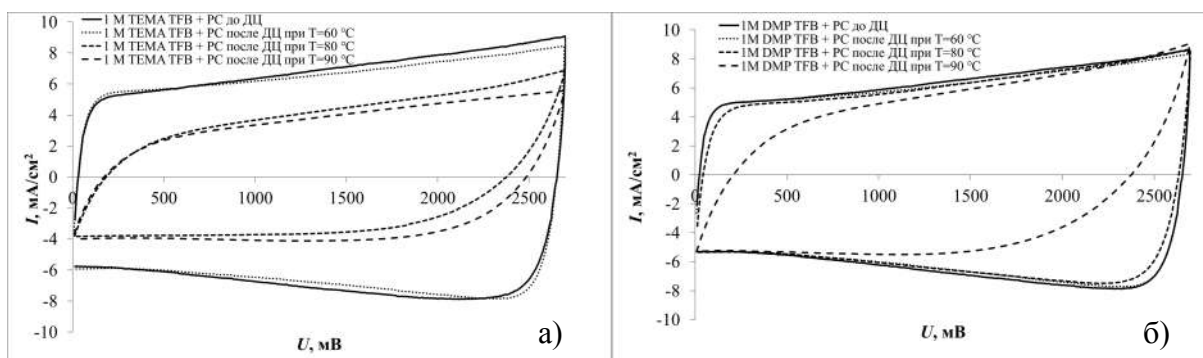 1 M TEMA TFB + PC до ДЦ
1 M TEMA TFB + PC после ДЦ при T=60 °C
1 M TEMA TFB + PC после ДЦ при T=80 °C
1 M TEMA TFB + PC после ДЦ при T=90 °C
10
8
6
4
2
0
-2
-4
-6
-8
-10
0
500
1000
1500
2000
2500
I, мА/см²
U, мВ
а)
1M DMP TFB + PC до ДЦ
1M DMP TFB + PC после ДЦ при T=60 °C
1M DMP TFB + PC после ДЦ при T=80 °C
1M DMP TFB + PC после ДЦ при T=90 °C
10
8
6
4
2
0
-2
-4
-6
-8
-10
0
500
1000
1500
2000
2500
I, мА/см²
U, мВ
б)